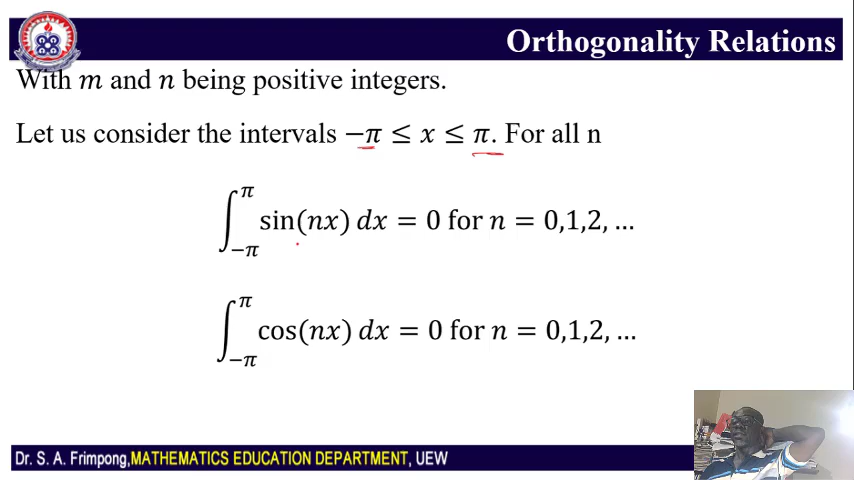 Orthogonality Relations
With m and n being positive integers.
Let us consider the intervals −π ≤ x ≤ π. For all n
∫_{−π}^{π} sin(nx) dx = 0 for n = 0,1,2, …
∫_{−π}^{π} cos(nx) dx = 0 for n = 0,1,2, …
Dr. S. A. Frimpong,MATHEMATICS EDUCATION DEPARTMENT, UEW